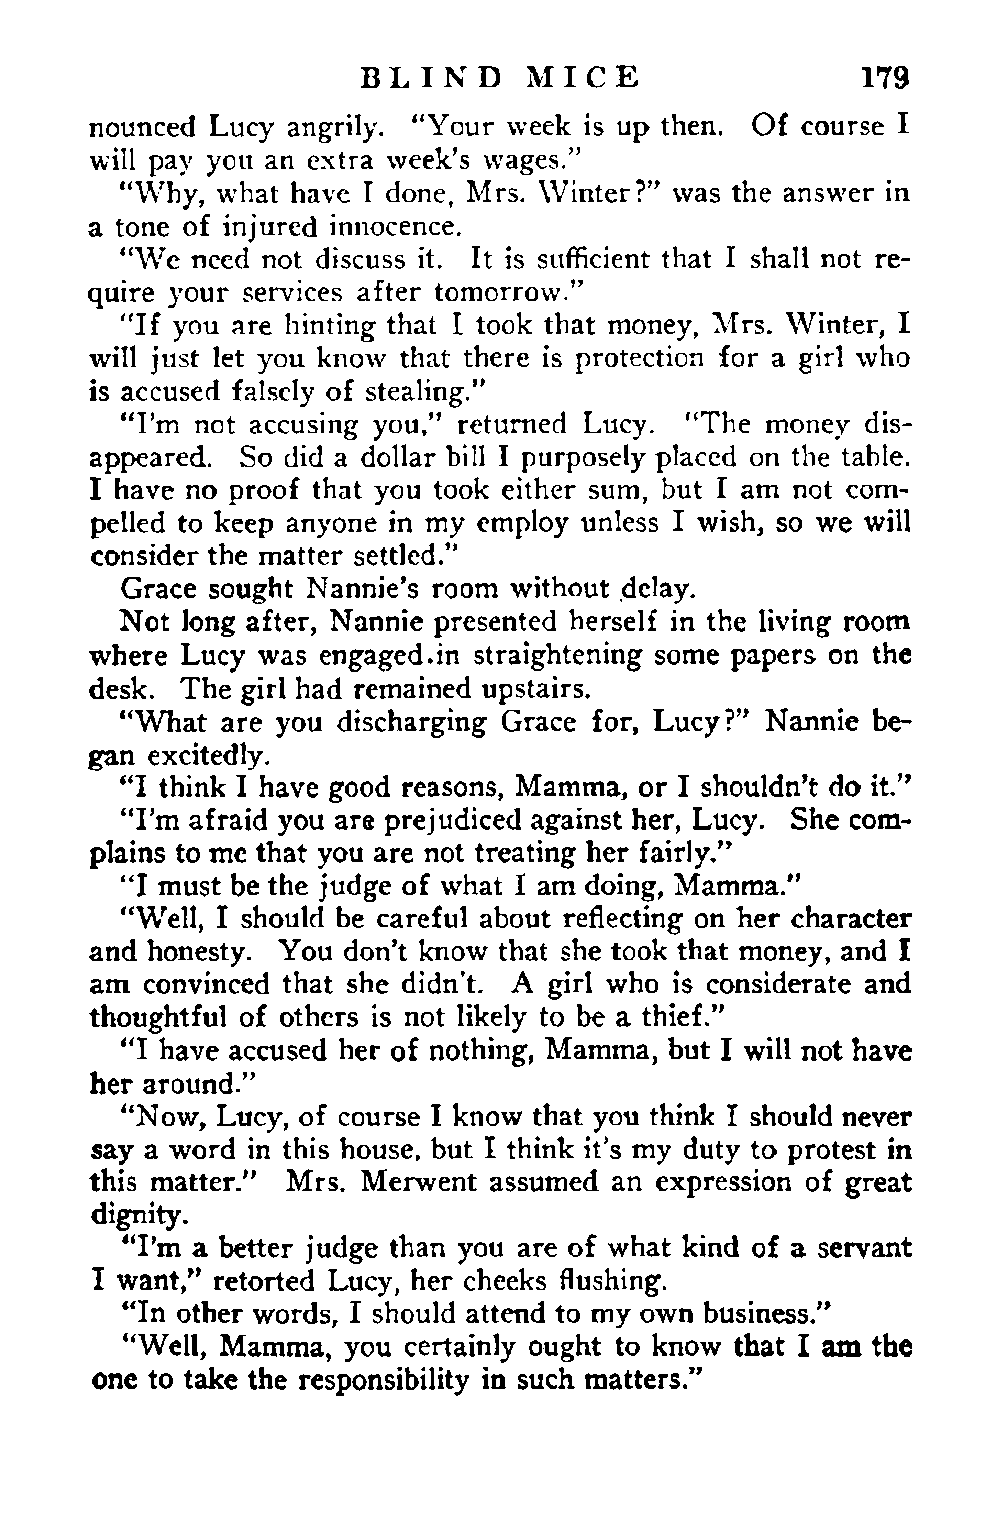 BLIND MICE 179
nounced Lucy angrily. "Your week is up then. Of course I
will pay you an extra week's wages."
"Why, what have I done, Mrs. Winter?" was the answer in
a tone of injured innocence.
"We need not discuss it. It is sufficient that I shall not re-
quire your services after tomorrow."
"If you are hinting that I took that money, Mrs. Winter, I
will just let you know that there is protection for a girl who
is accused falsely of stealing."
"I'm not accusing you," returned Lucy. "The money dis-
appeared. So did a dollar bill I purposely placed on the table.
I have no proof that you took either sum, but I am not com-
pelled to keep anyone in my employ unless I wish, so we will
consider the matter settled."
Grace sought Nannie's room without delay.
Not long after, Nannie presented herself in the living room
where Lucy was engaged in straightening some papers on the
desk. The girl had remained upstairs.
"What are you discharging Grace for, Lucy?" Nannie be-
gan excitedly.
"I think I have good reasons, Mamma, or I shouldn't do it."
"I'm afraid you are prejudiced against her, Lucy. She com-
plains to me that you are not treating her fairly."
"I must be the judge of what I am doing, Mamma."
"Well, I should be careful about reflecting on her character
and honesty. You don't know that she took that money, and I
am convinced that she didn't. A girl who is considerate and
thoughtful of others is not likely to be a thief."
"I have accused her of nothing, Mamma, but I will not have
her around."
"Now, Lucy, of course I know that you think I should never
say a word in this house, but I think it's my duty to protest in
this matter." Mrs. Merwent assumed an expression of great
dignity.
"I'm a better judge than you are of what kind of a servant
I want," retorted Lucy, her cheeks flushing.
"In other words, I should attend to my own business."
"Well, Mamma, you certainly ought to know that I am the
one to take the responsibility in such matters."